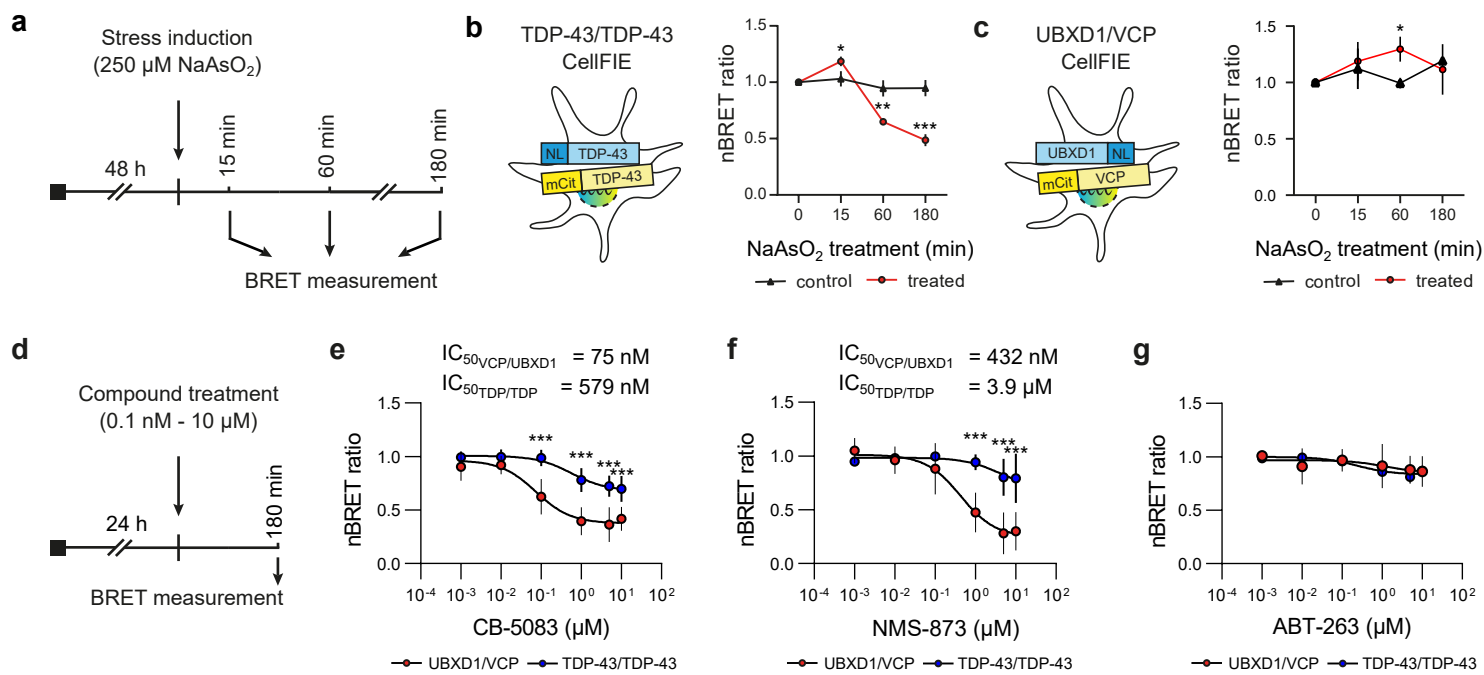 a
Stress induction
(250 µM NaAsO2)
48 h
15 min
60 min
180 min
BRET measurement
b
TDP-43/TDP-43
CellFIE
NL TDP-43
mCit TDP-43
nBRET ratio
1.5
1.0
0.5
1.0
*
**
***
0 15 60 180
NaAsO2 treatment (min)
control treated
c
UBXD1/VCP
CellFIE
UBXD1 NL
mCit VCP
nBRET ratio
1.5
1.0
0.5
1.0
*
0 15 60 180
NaAsO2 treatment (min)
control treated
d
Compound treatment
(0.1 nM - 10 µM)
24 h
180 min
BRET measurement
e
IC50VCP/UBXD1 = 75 nM
IC50TDP/TDP = 579 nM
nBRET ratio
1.5
1.0
0.5
0.0
***
***
***
***
10-4 10-3 10-2 10-1 100 101 102
CB-5083 (µM)
UBXD1/VCP TDP-43/TDP-43
f
IC50VCP/UBXD1 = 432 nM
IC50TDP/TDP = 3.9 µM
nBRET ratio
1.5
1.0
0.5
0.0
***
***
***
10-4 10-3 10-2 10-1 100 101 102
NMS-873 (µM)
UBXD1/VCP TDP-43/TDP-43
g
nBRET ratio
1.5
1.0
0.5
0.0
10-4 10-3 10-2 10-1 100 101 102
ABT-263 (µM)
UBXD1/VCP TDP-43/TDP-43